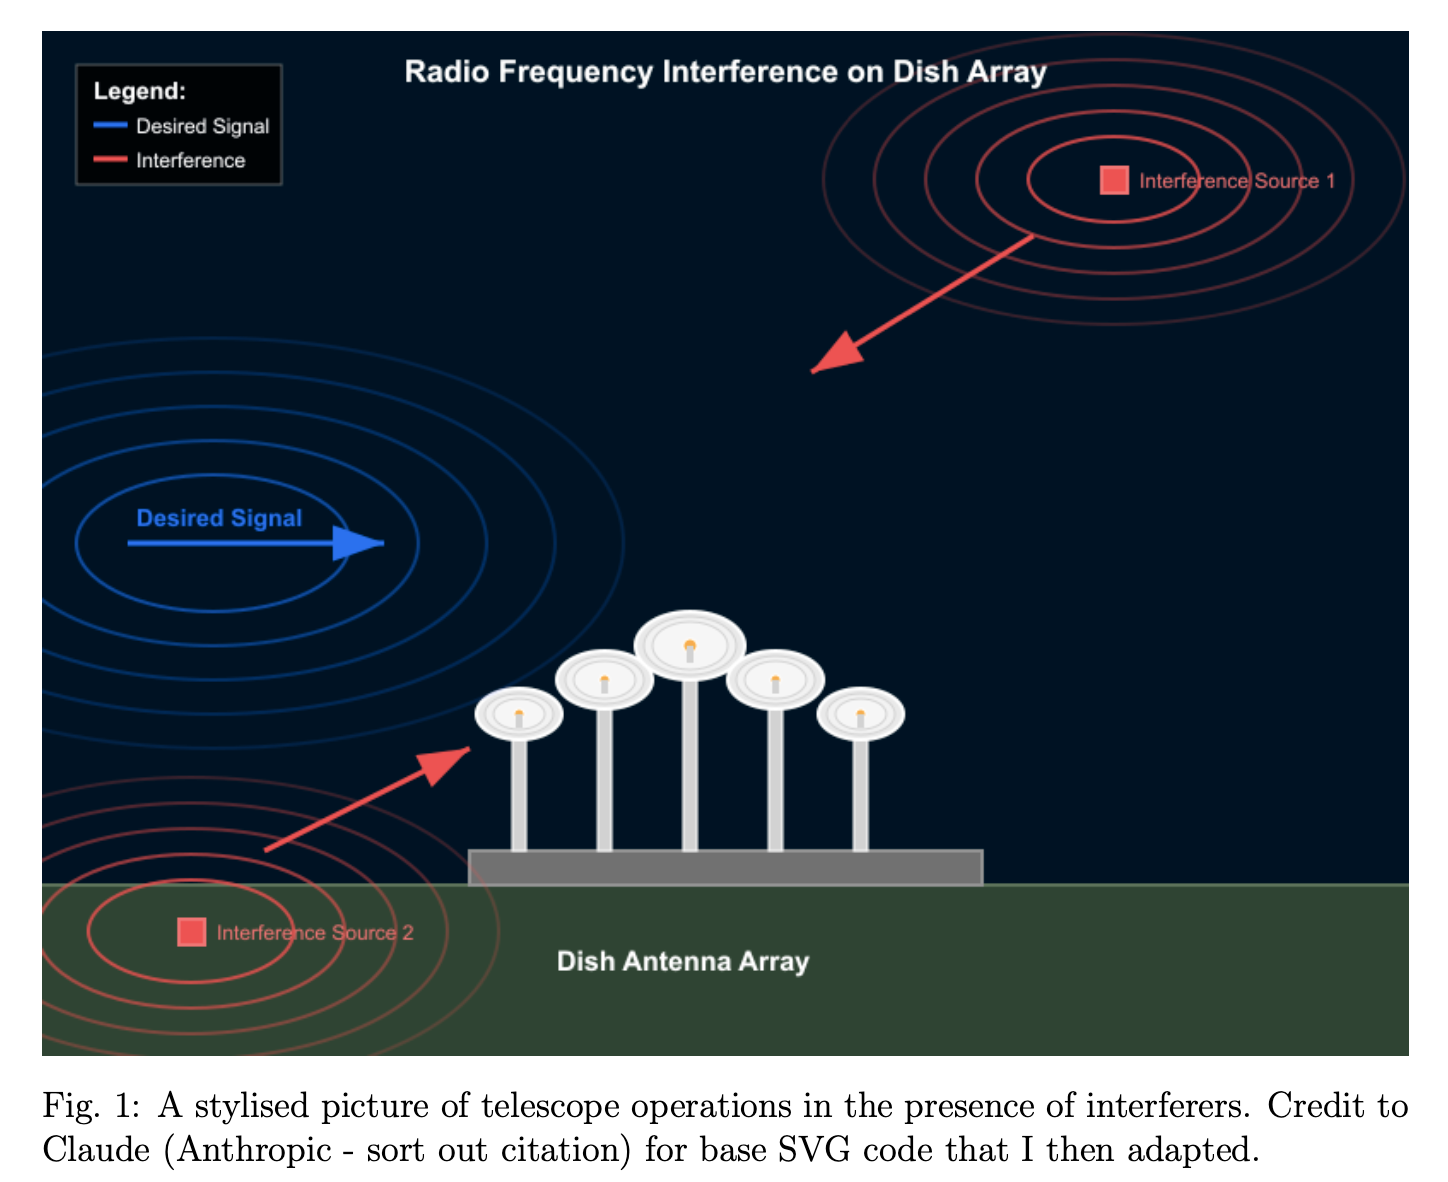 Radio Frequency Interference on Dish Array
Legend:
Desired Signal
Interference
Interference Source 1
Desired Signal
Interference Source 2
Dish Antenna Array
Fig. 1: A stylised picture of telescope operations in the presence of interferers. Credit to
Claude (Anthropic - sort out citation) for base SVG code that I then adapted.